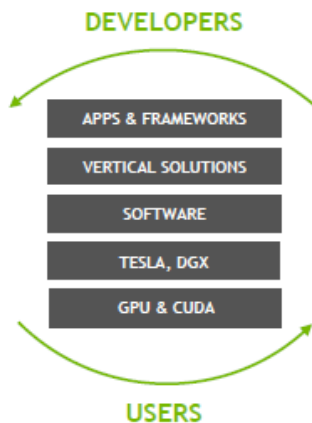 DEVELOPERS
APPS & FRAMEWORKS
VERTICAL SOLUTIONS
SOFTWARE
TESLA, DGX
GPU & CUDA
USERS